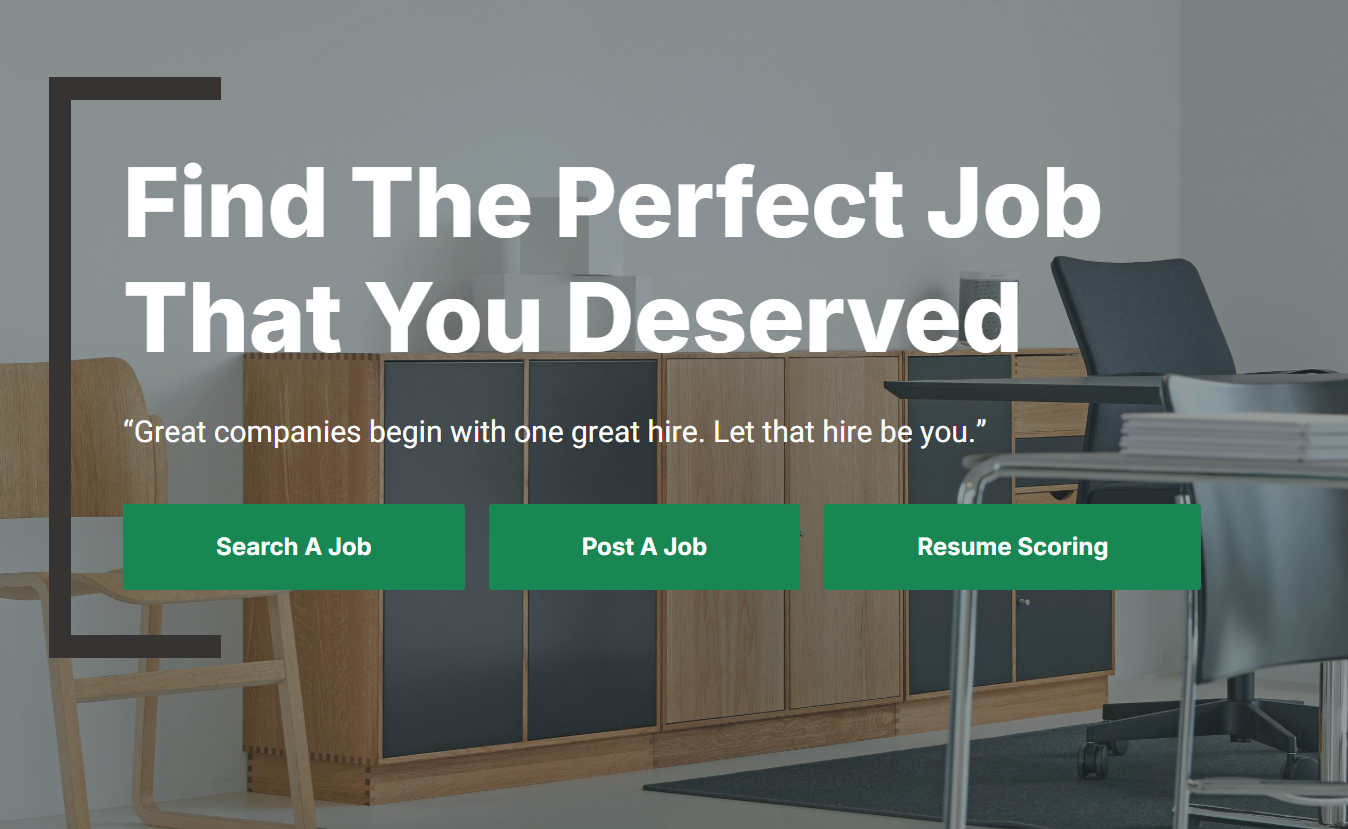 Find The Perfect Job
That You Deserved
“Great companies begin with one great hire. Let that hire be you.”
Search A Job
Post A Job
Resume Scoring